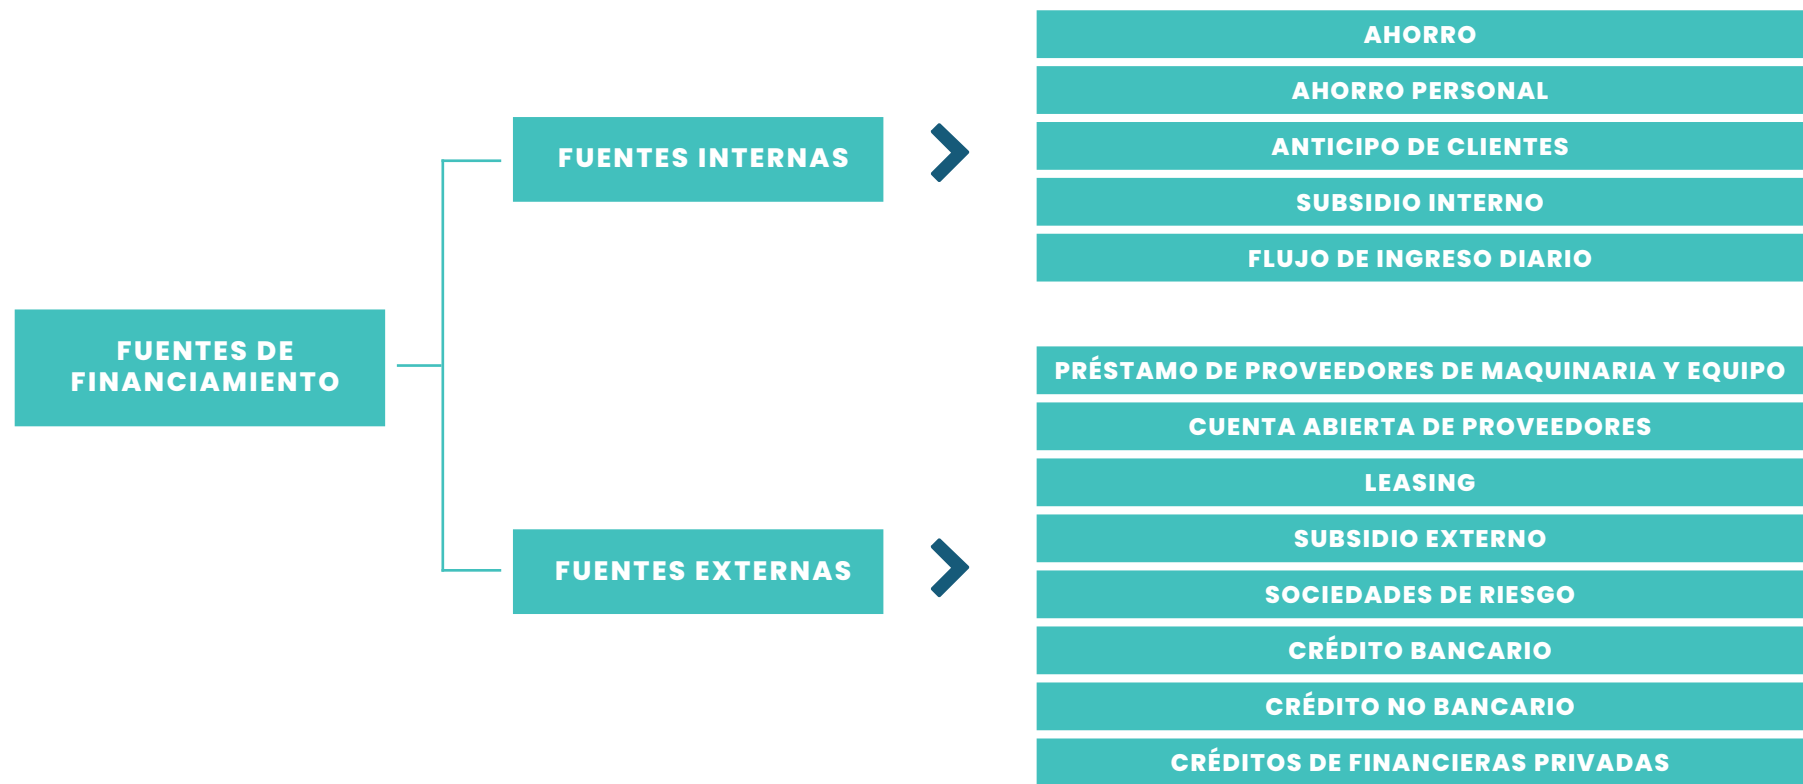 FUENTES DE
FINANCIAMIENTO
FUENTES INTERNAS
AHORRO
AHORRO PERSONAL
ANTICIPO DE CLIENTES
SUBSIDIO INTERNO
FLUJO DE INGRESO DIARIO
FUENTES EXTERNAS
PRÉSTAMO DE PROVEEDORES DE MAQUINARIA Y EQUIPO
CUENTA ABIERTA DE PROVEEDORES
LEASING
SUBSIDIO EXTERNO
SOCIEDADES DE RIESGO
CRÉDITO BANCARIO
CRÉDITO NO BANCARIO
CRÉDITOS DE FINANCIERAS PRIVADAS